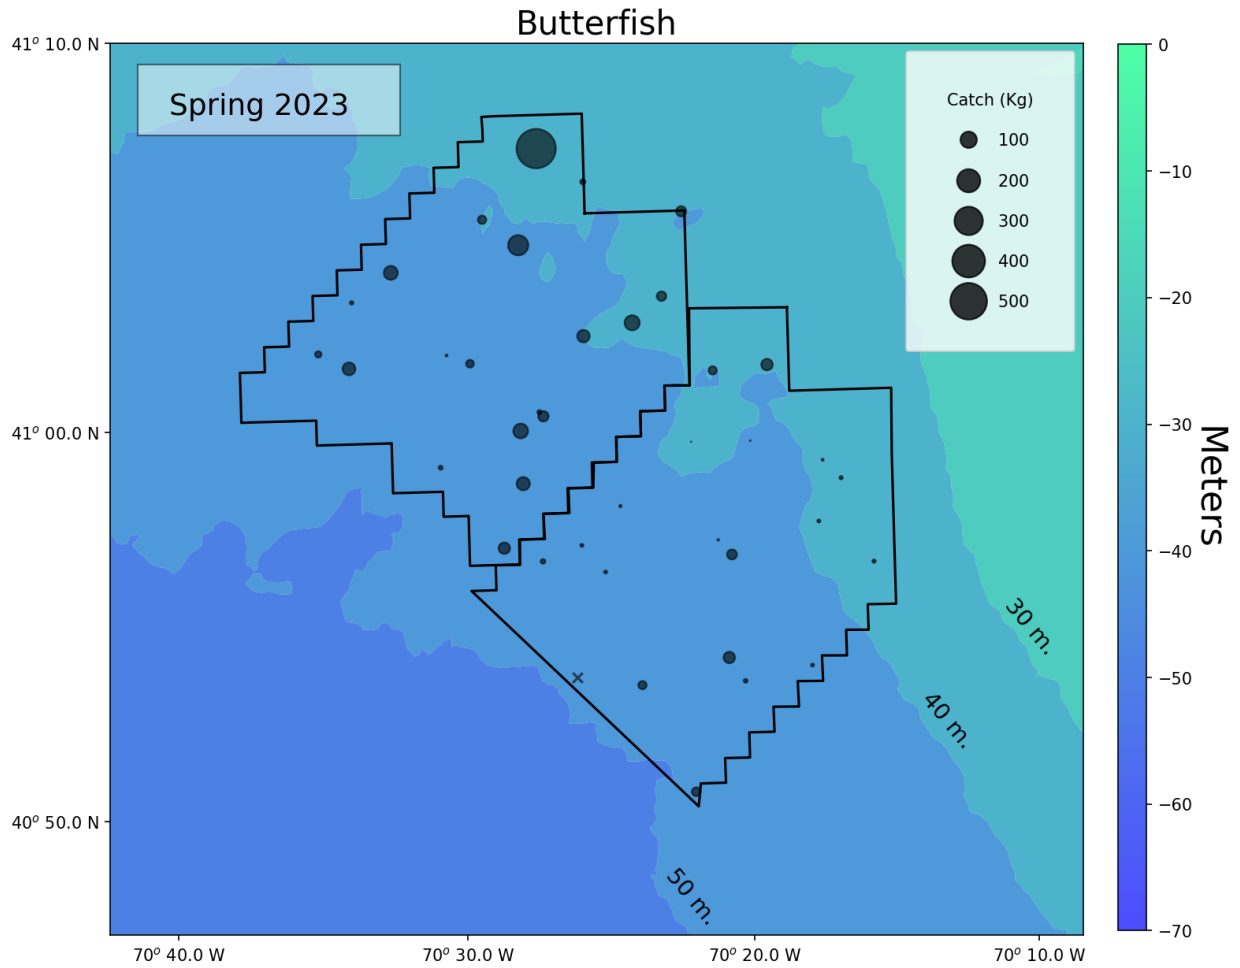 Butterfish
Spring 2023
Catch (Kg)
100
200
300
400
500
41° 10.0 N
41° 00.0 N
40° 50.0 N
70° 40.0 W
70° 30.0 W
70° 20.0 W
70° 10.0 W
30 m.
40 m.
50 m.
0
−10
−20
−30
−40
−50
−60
−70
Meters